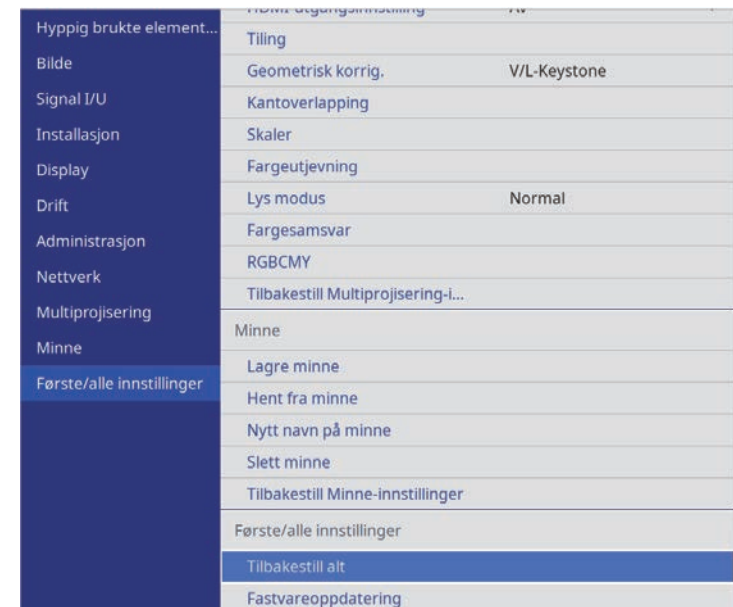 Hyppig brukte element...
Bilde
Signal I/U
Installasjon
Display
Drift
Administrasjon
Nettverk
Multiprojisering
Minne
Første/alle innstillinger
HDMI-utgangsinnstilling
Tiling
Geometrisk korrig. V/L-Keystone
Kantoverlapping
Skaler
Fargeutjevning
Lys modus Normal
Fargesamsvar
RGBCMY
Tilbakestill Multiprojisering-i...
Minne
Lagre minne
Hent fra minne
Nytt navn på minne
Slett minne
Tilbakestill Minne-innstillinger
Første/alle innstillinger
Tilbakestill alt
Fastvareoppdatering